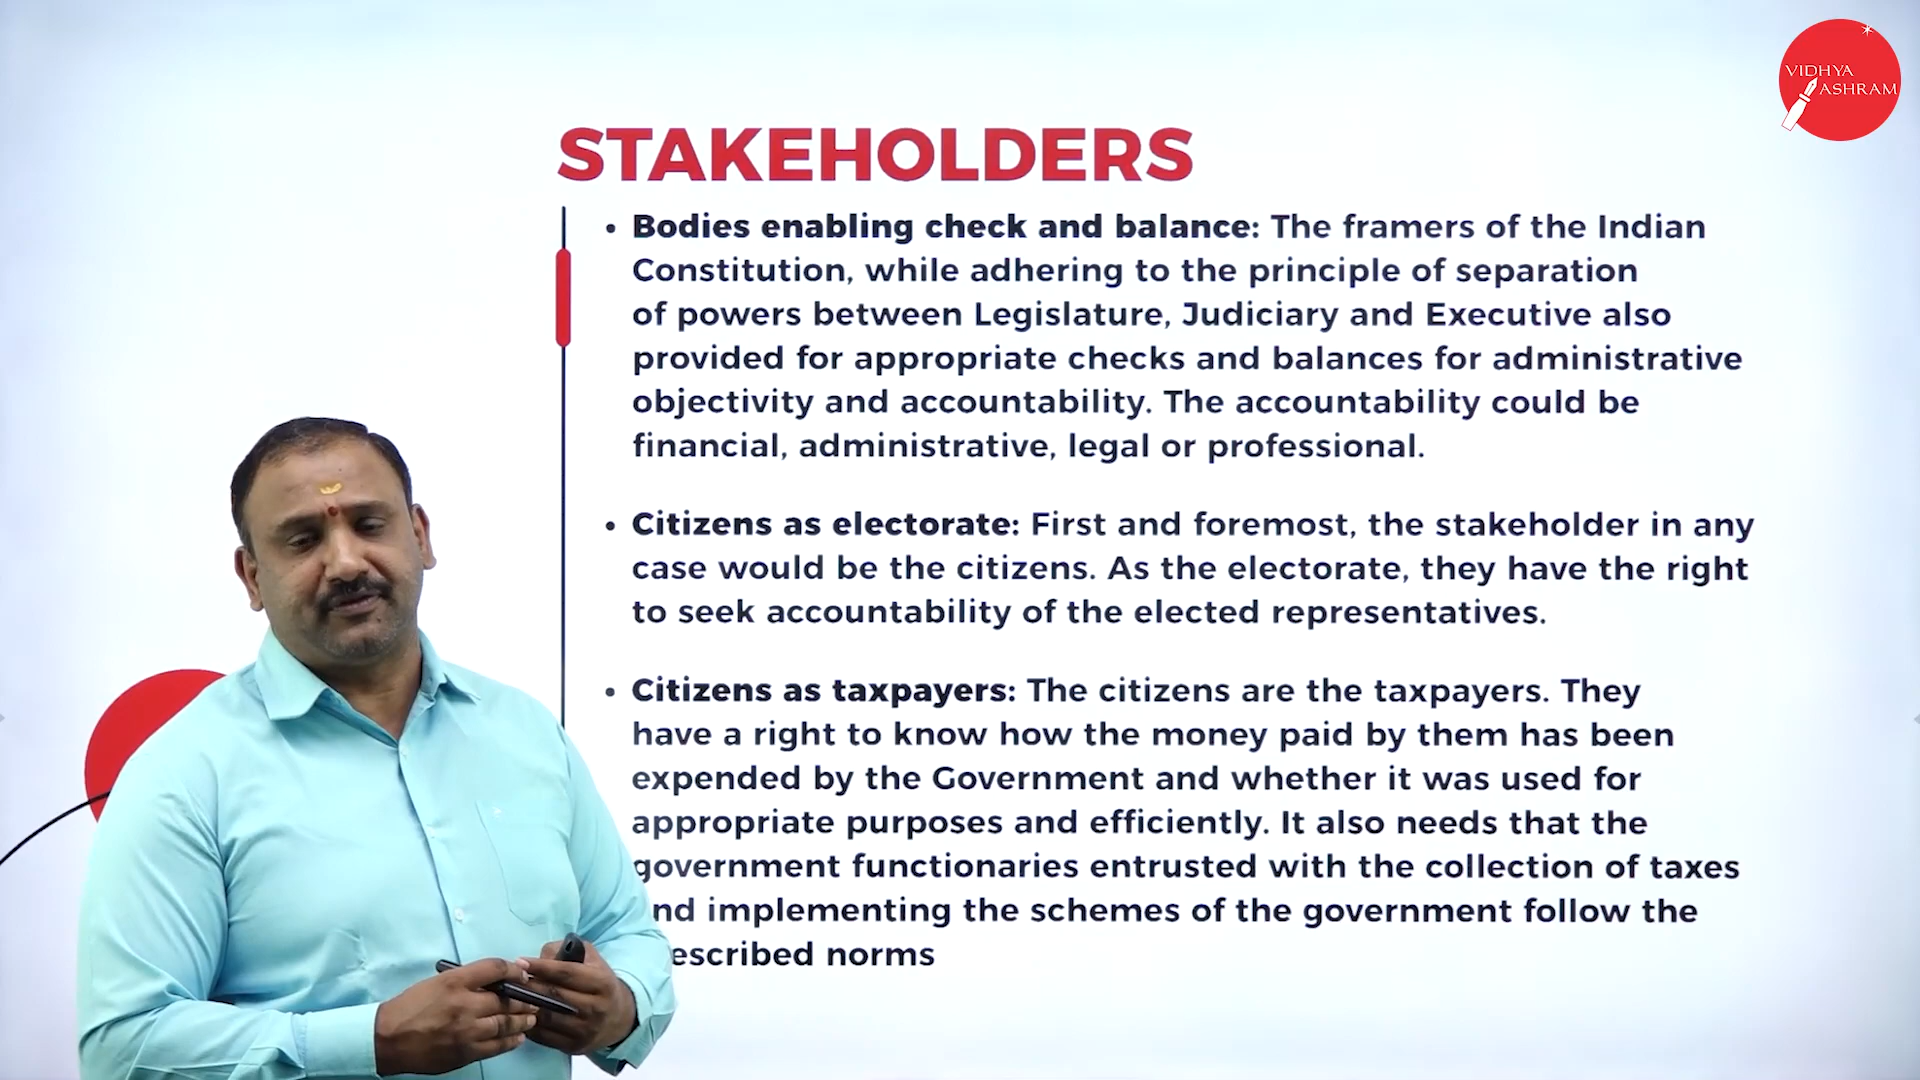 VIDHYA
ASHRAM
STAKEHOLDERS
• Bodies enabling check and balance: The framers of the Indian
Constitution, while adhering to the principle of separation
of powers between Legislature, Judiciary and Executive also
provided for appropriate checks and balances for administrative
objectivity and accountability. The accountability could be
financial, administrative, legal or professional.
• Citizens as electorate: First and foremost, the stakeholder in any
case would be the citizens. As the electorate, they have the right
to seek accountability of the elected representatives.
• Citizens as taxpayers: The citizens are the taxpayers. They
have a right to know how the money paid by them has been
expended by the Government and whether it was used for
appropriate purposes and efficiently. It also needs that the
government functionaries entrusted with the collection of taxes
nd implementing the schemes of the government follow the
escribed norms